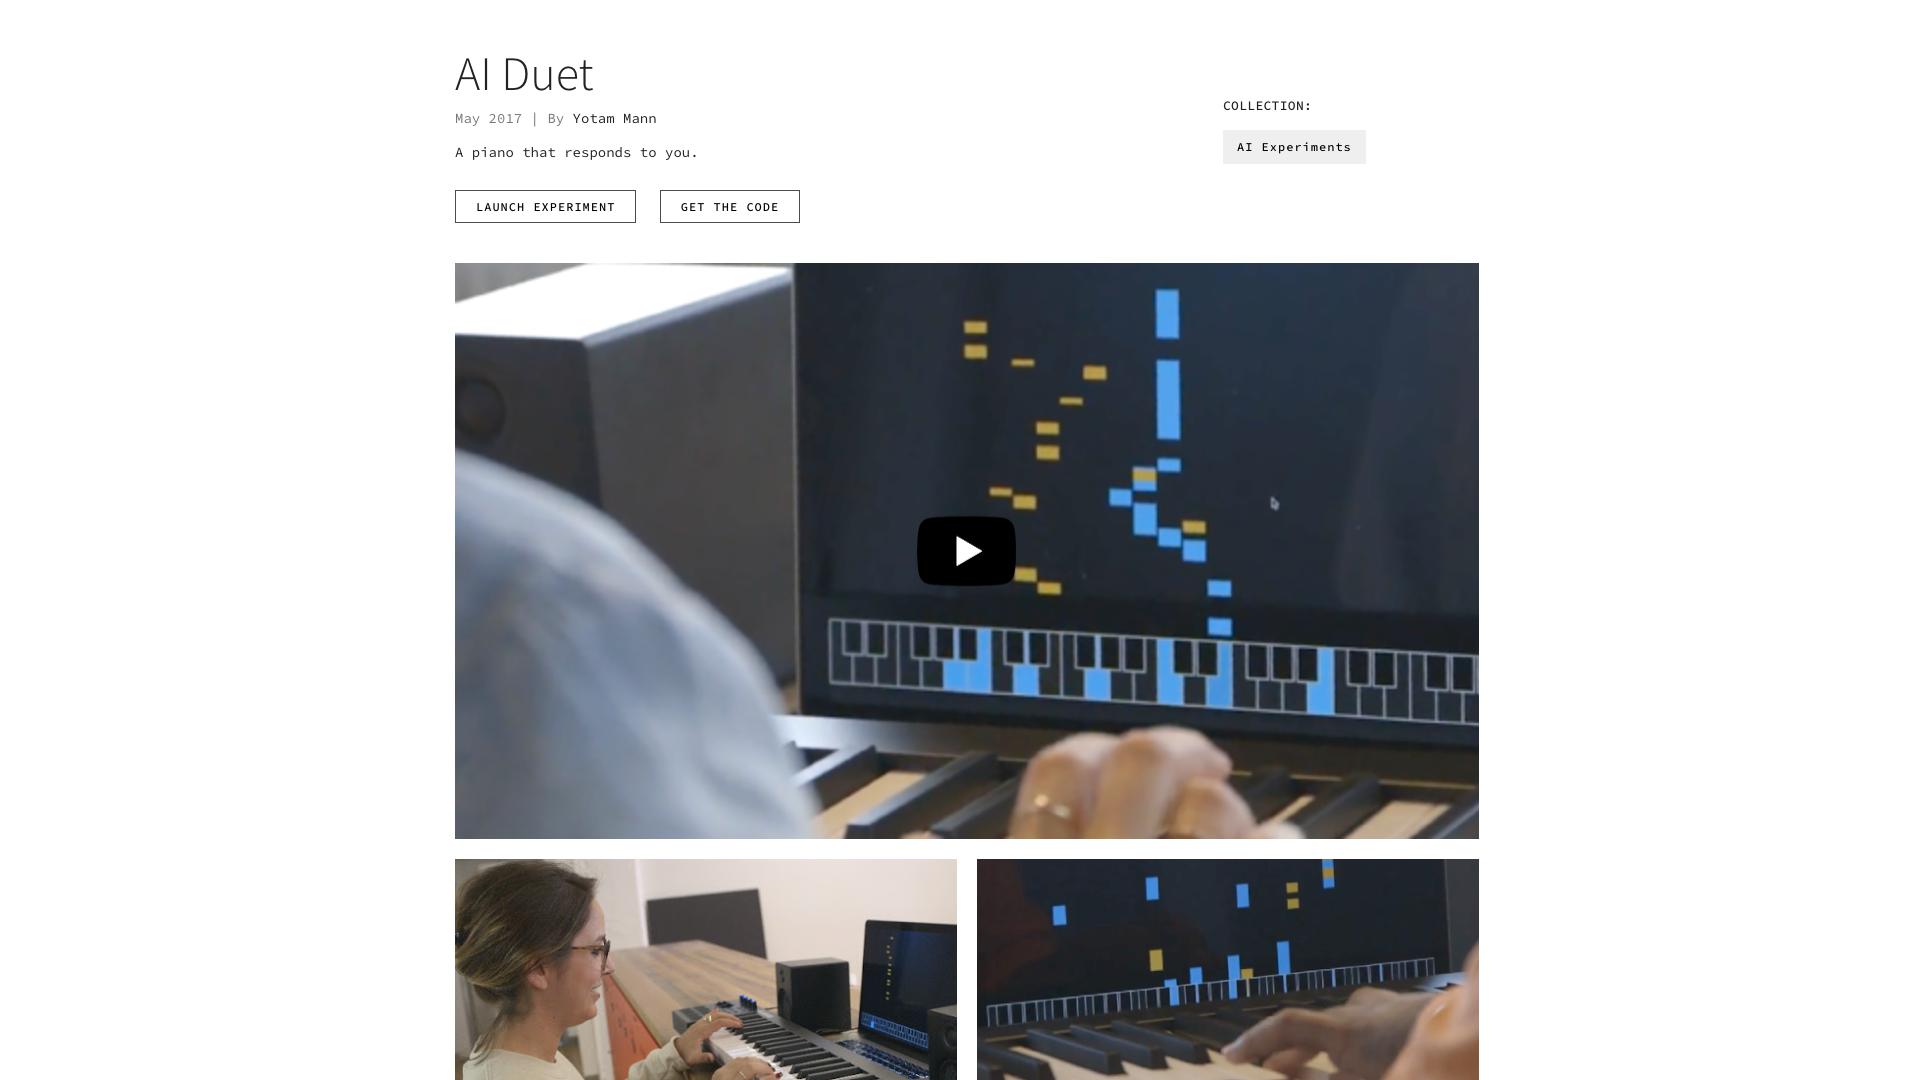 AI Duet
May 2017 | By Yotam Mann
A piano that responds to you.
LAUNCH EXPERIMENT
GET THE CODE
COLLECTION:
AI Experiments